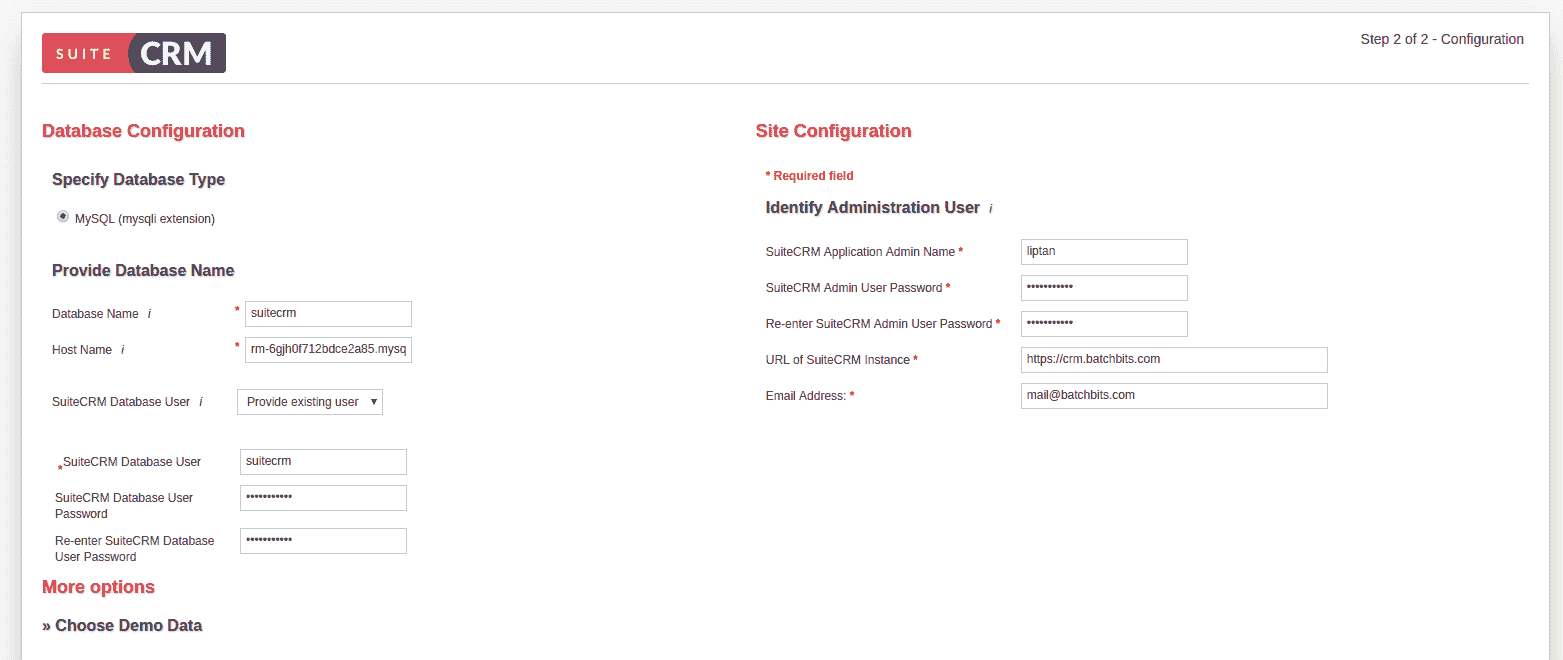 SUITE CRM
Step 2 of 2 - Configuration
Database Configuration
Specify Database Type
MySQL (mysqli extension)
Provide Database Name
Database Name i * suitecrm
Host Name i * rm-6gjh0f712bdce2a85.mysq
SuiteCRM Database User i Provide existing user
*SuiteCRM Database User suitecrm
SuiteCRM Database User
Password •••••••••••
Re-enter SuiteCRM Database
User Password •••••••••••
More options
» Choose Demo Data
Site Configuration
* Required field
Identify Administration User i
SuiteCRM Application Admin Name * liptan
SuiteCRM Admin User Password * •••••••••••
Re-enter SuiteCRM Admin User Password * •••••••••••
URL of SuiteCRM Instance * https://crm.batchbits.com
Email Address: * mail@batchbits.com